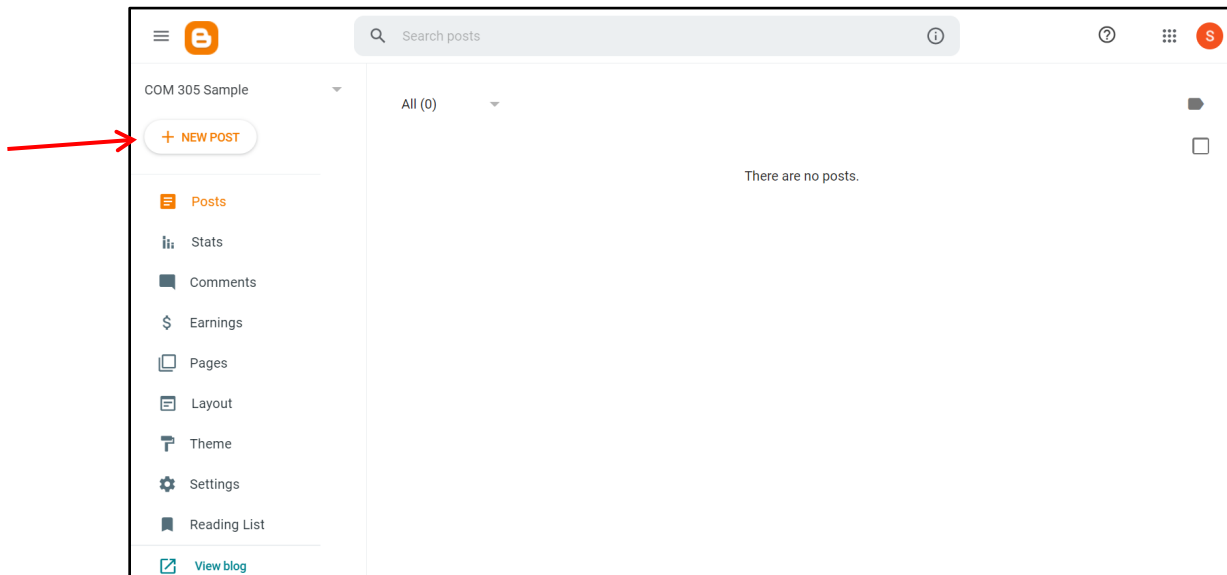 Search posts
S
COM 305 Sample
All (0)
+ NEW POST
There are no posts.
Posts
Stats
Comments
$ Earnings
Pages
Layout
Theme
Settings
Reading List
View blog